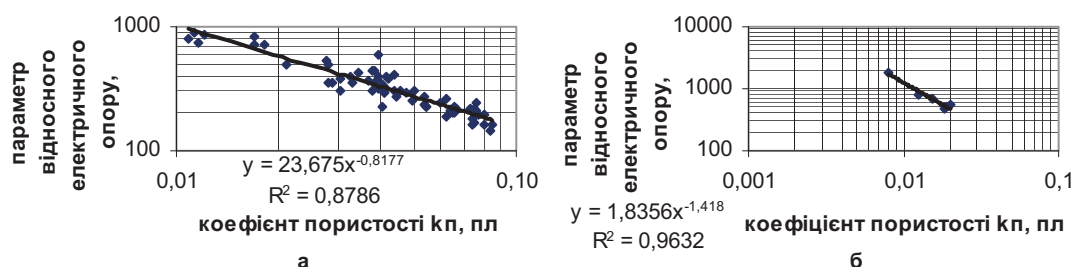 параметр
відносного
електричного
опору,
1000
100
0,01
0,10
y = 23,675x^-0,8177
R² = 0,8786
коефієнт пористості kп, пл
а
параметр
відносного
електричного
опору,
10000
1000
100
0,001
0,01
0,1
y = 1,8356x^-1,418
R² = 0,9632
коефіцієнт пористості kп, пл
б